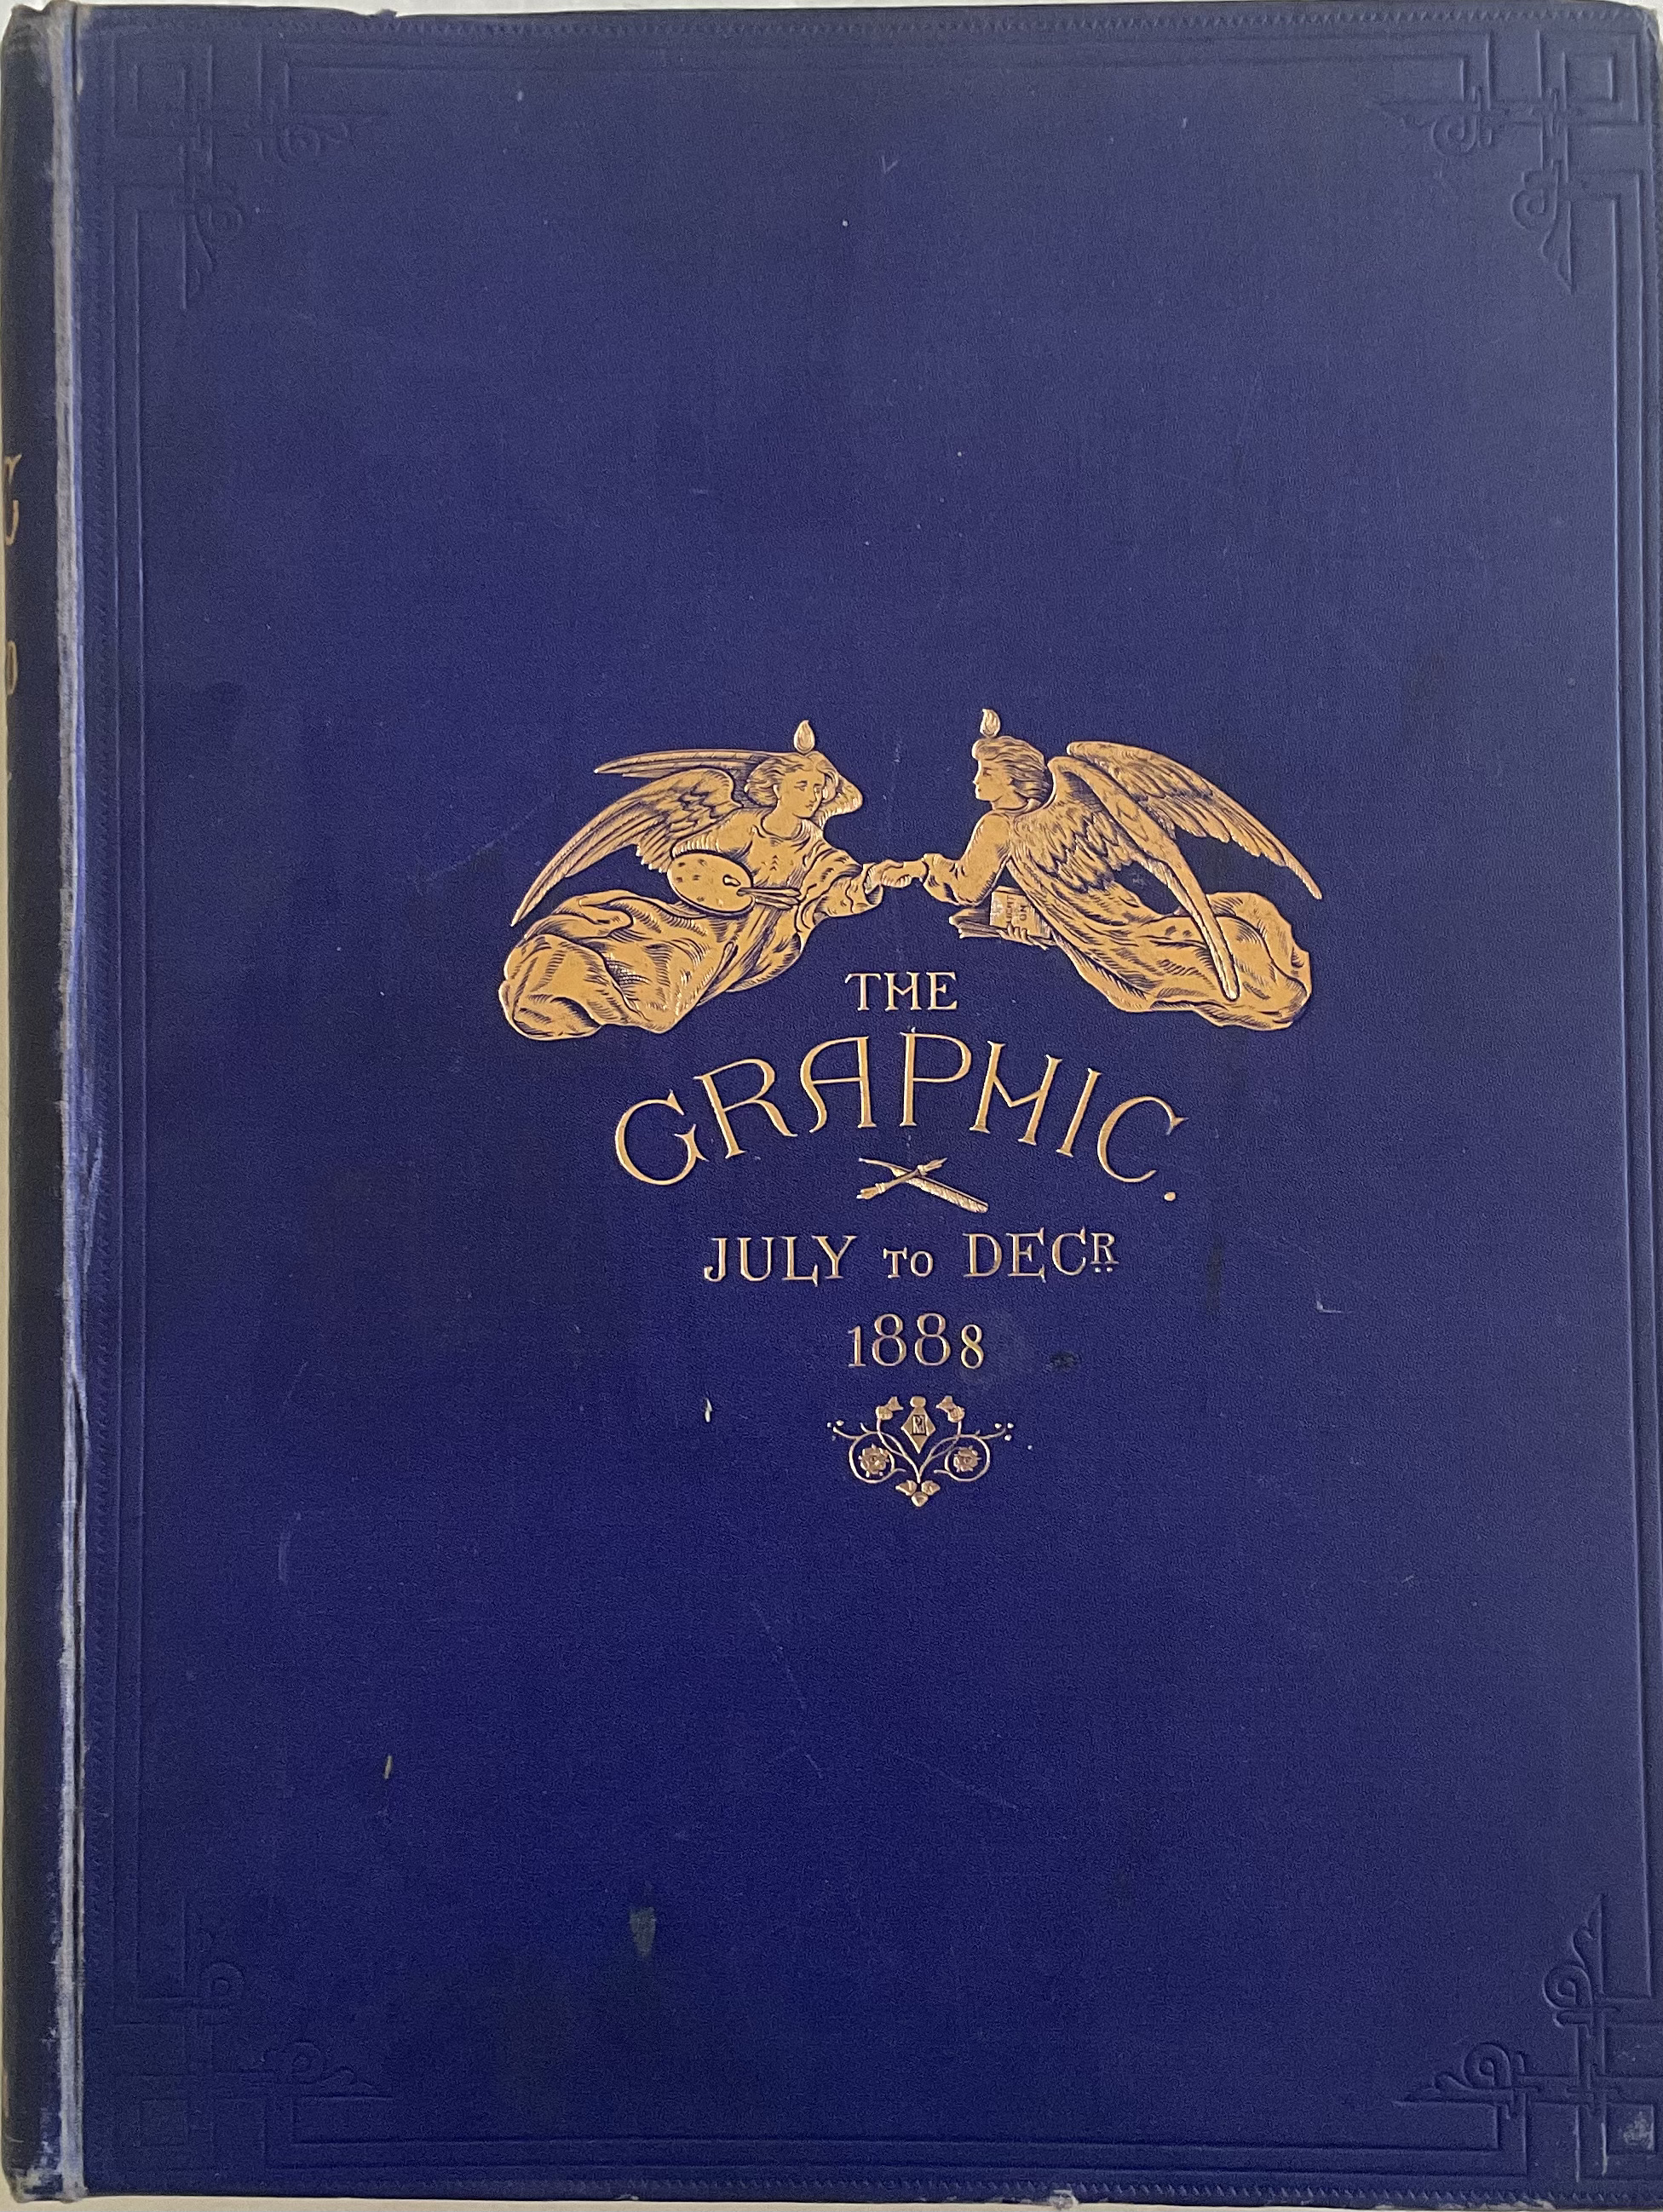 THE
GRAPHIC.
JULY TO DECR
1888